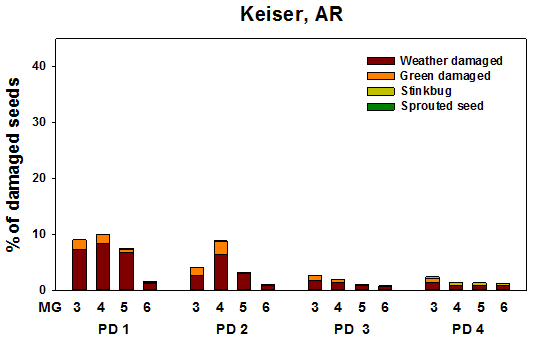 Keiser, AR
% of damaged seeds
40
30
20
10
0
Weather damaged
Green damaged
Stinkbug
Sprouted seed
MG 3 4 5 6 3 4 5 6 3 4 5 6 3 4 5 6
PD 1 PD 2 PD 3 PD 4